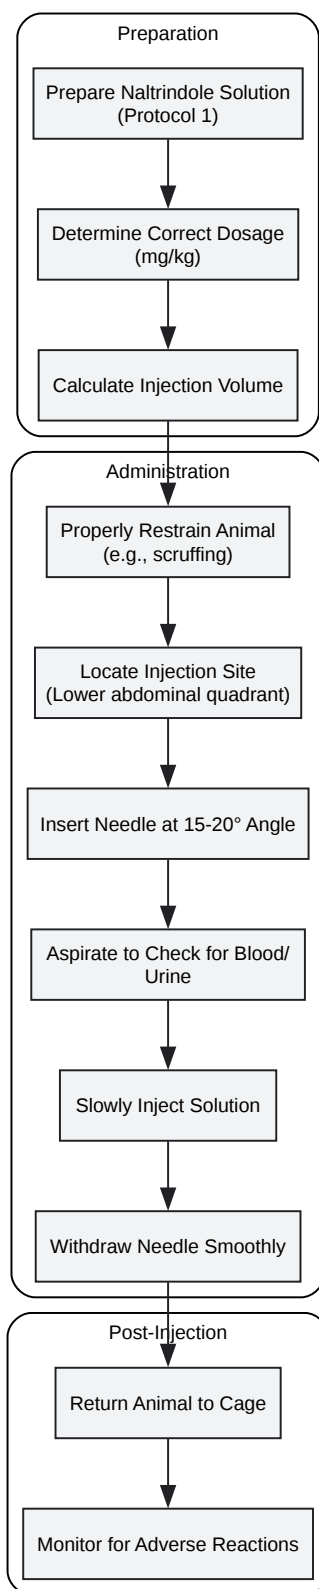 Preparation
Prepare Naltrindole Solution
(Protocol 1)
Determine Correct Dosage
(mg/kg)
Calculate Injection Volume
Administration
Properly Restrain Animal
(e.g., scruffing)
Locate Injection Site
(Lower abdominal quadrant)
Insert Needle at 15-20° Angle
Aspirate to Check for Blood/
Urine
Slowly Inject Solution
Withdraw Needle Smoothly
Post-Injection
Return Animal to Cage
Monitor for Adverse Reactions